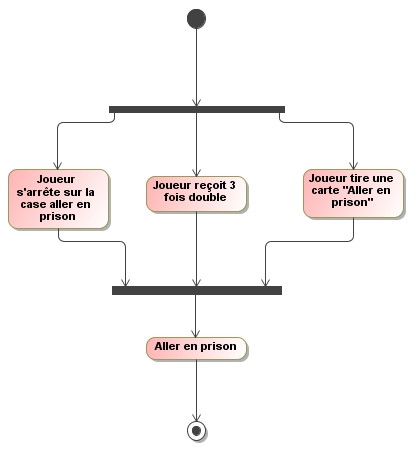 Joueur
s'arrête sur la
case aller en
prison
Joueur reçoit 3
fois double
Joueur tire une
carte "Aller en
prison"
Aller en prison